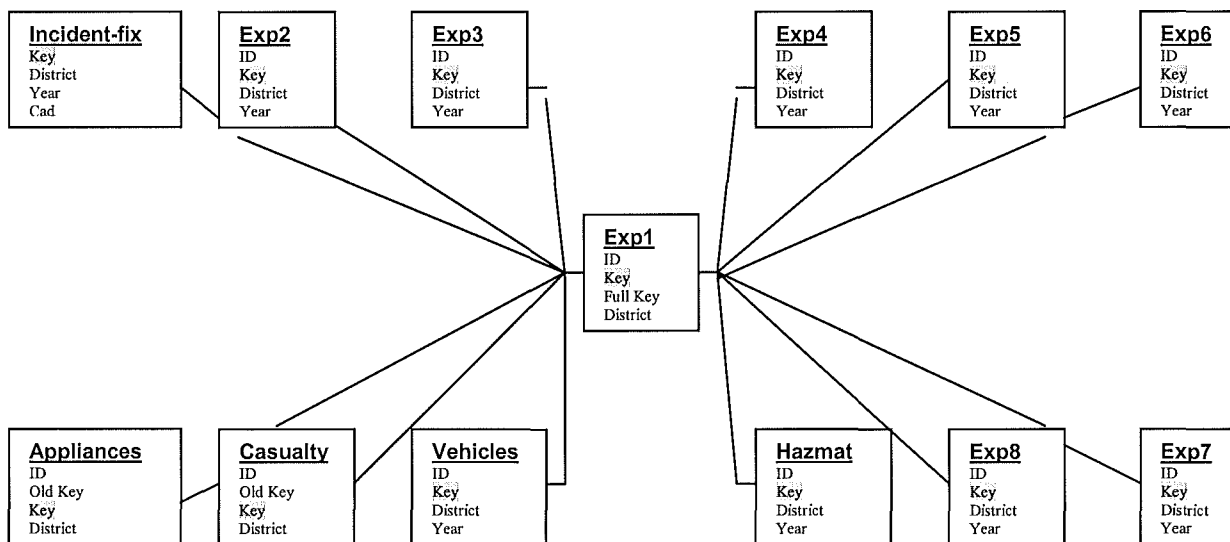 Incident-fix
Key
District
Year
Cad
Exp2
ID
Key
District
Year
Exp3
ID
Key
District
Year
Exp4
ID
Key
District
Year
Exp5
ID
Key
District
Year
Exp6
ID
Key
District
Year
Exp1
ID
Key
Full Key
District
Appliances
ID
Old Key
Key
District
Casualty
ID
Old Key
Key
District
Vehicles
ID
Key
District
Year
Hazmat
ID
Key
District
Year
Exp8
ID
Key
District
Year
Exp7
ID
Key
District
Year